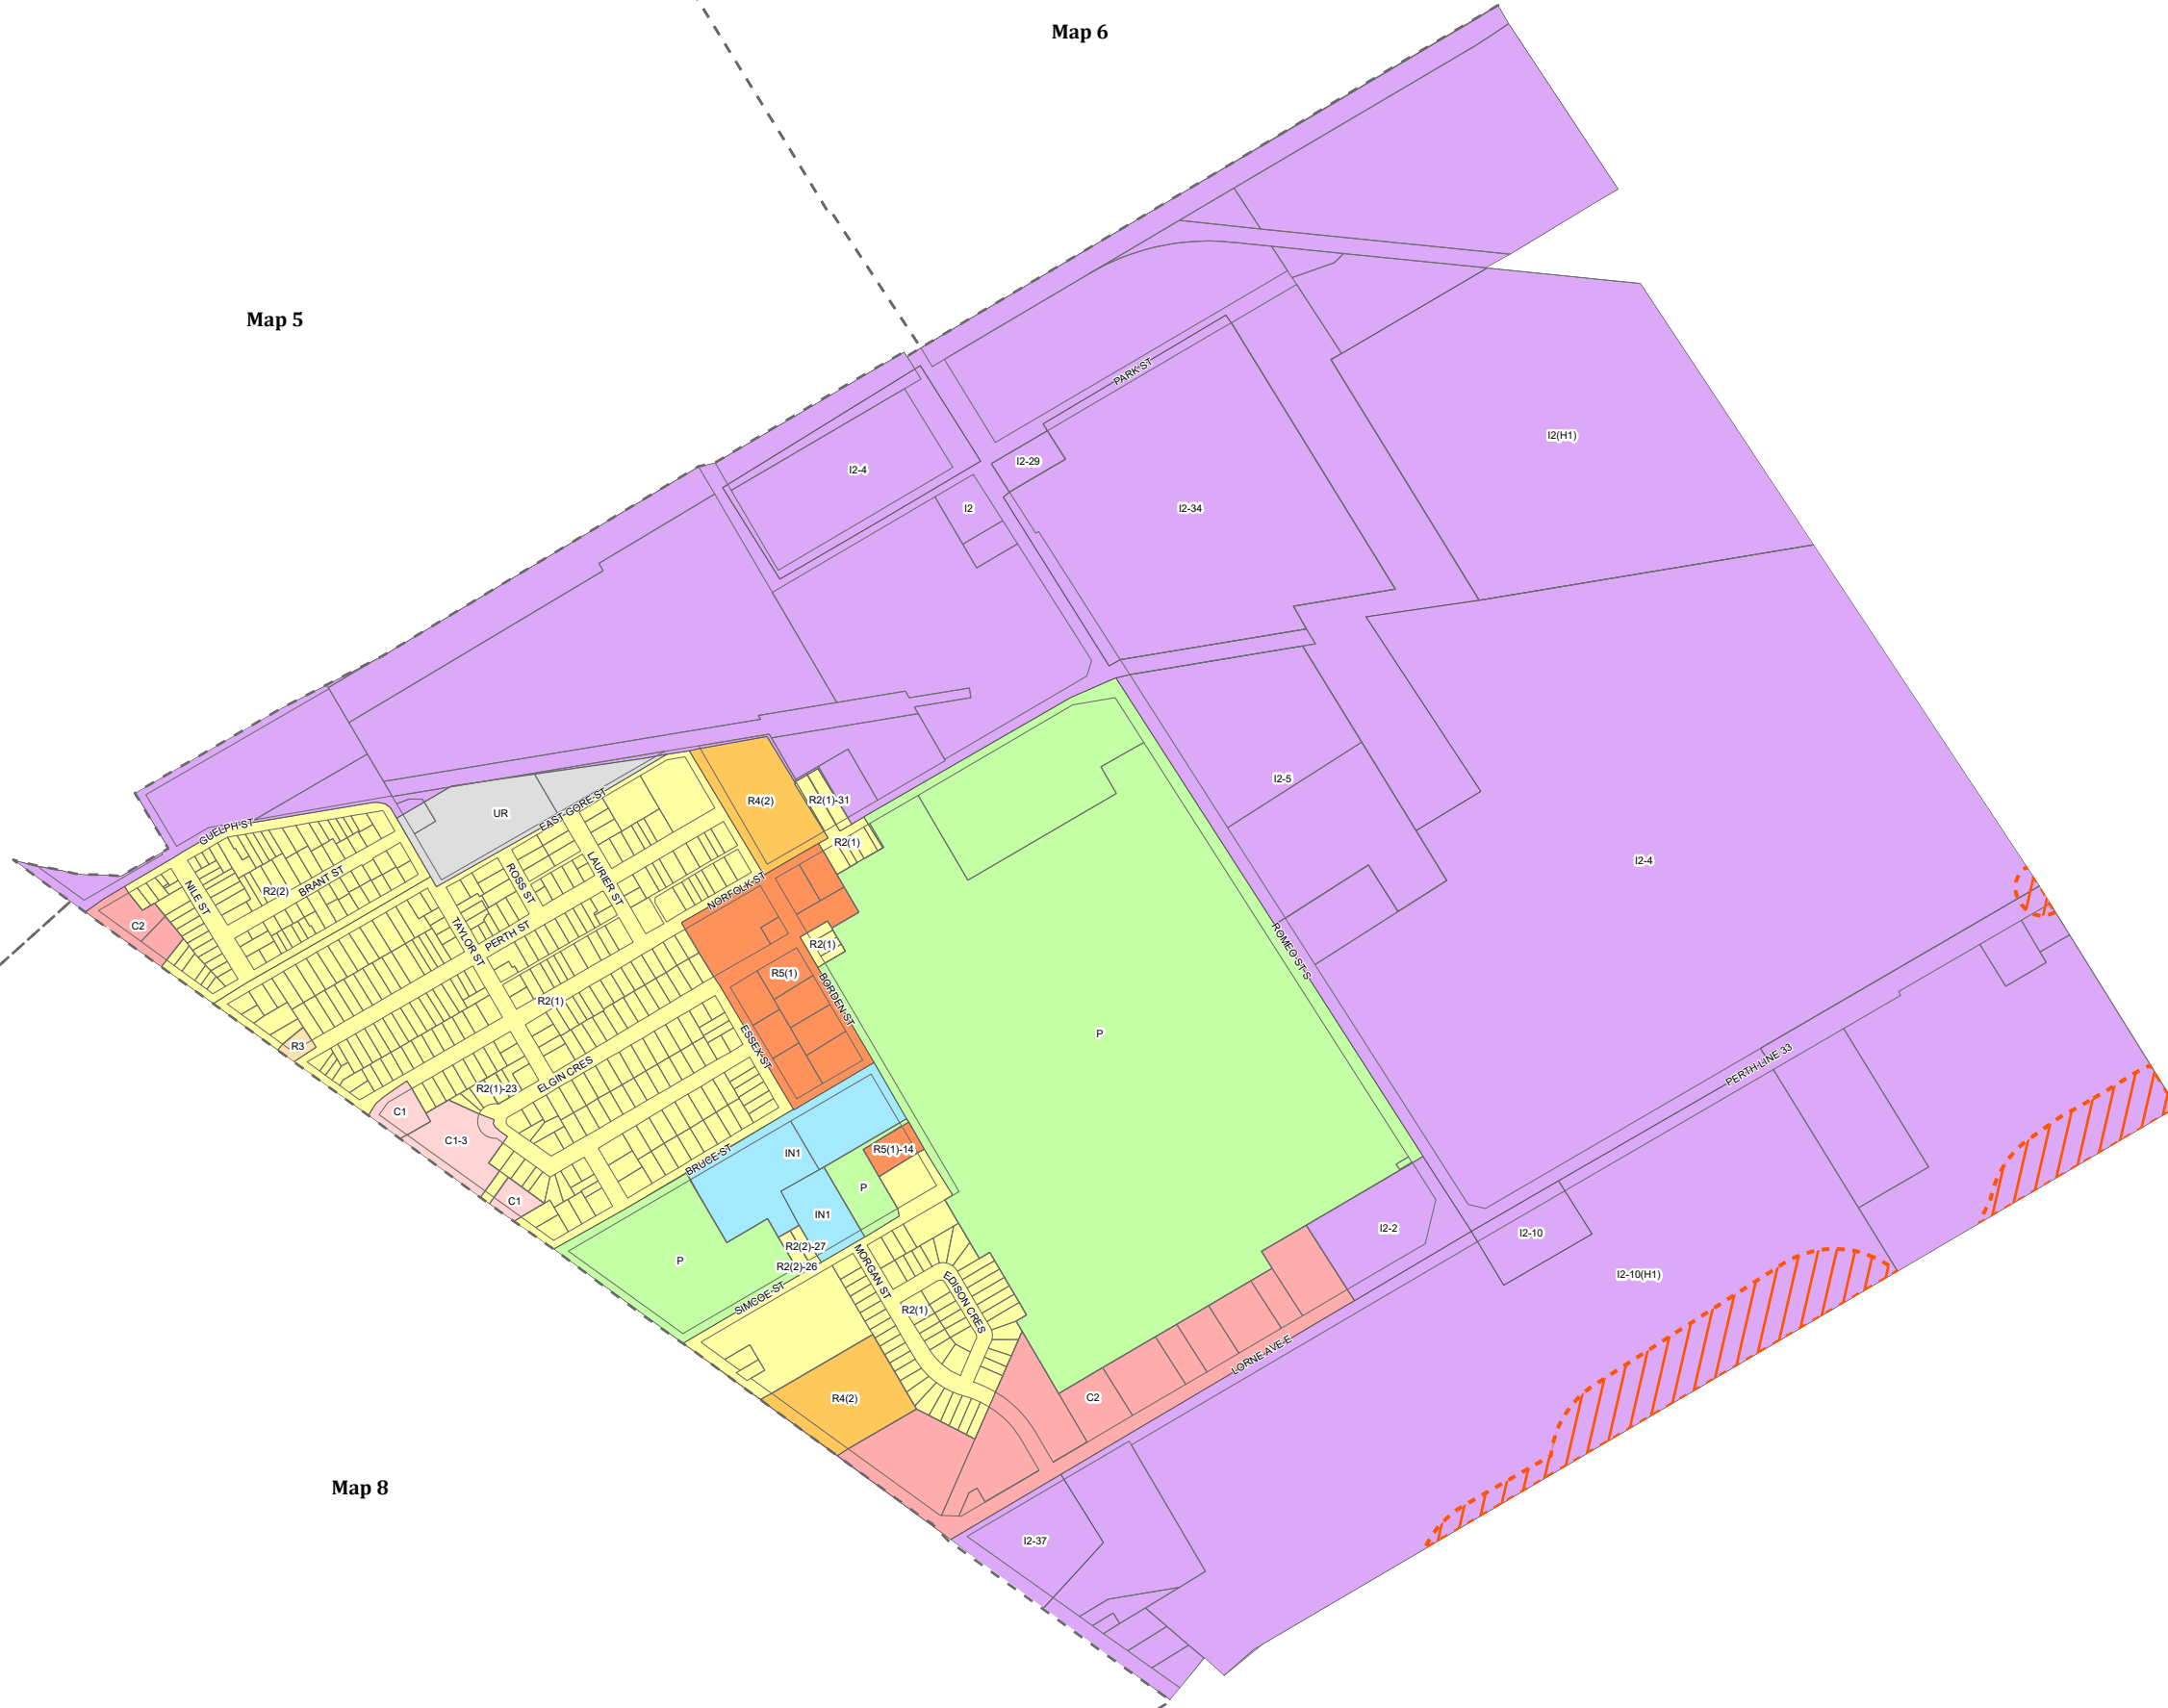 Map 6
Map 5
PARK ST
I2(H1)
I2-29
I2-4
I2
I2-34
I2-5
UR
EAST GORE ST
R4(2)
R2(1)-31
GUELPH ST
R2(1)
I2-4
LAURIER ST
ROSS ST
BRANT ST
R2(2)
NILE ST
NORFOLK ST
C2
TAYLOR ST
PERTH ST
R2(1)
ROMEO ST S
R5(1)
BORDEN ST
R2(1)
P
R3
ESSEX ST
PERTH LINE 33
ELGIN CRES
R2(1)-23
C1
C1-3
IN1
R5(1)-14
BRUCE ST
P
C1
IN1
I2-2
I2-10
R2(2)-27
P
R2(2)-26
MORGAN ST
I2-10(H1)
SIMCOE ST
EDISON CRES
R2(1)
LORNE AVE E
R4(2)
C2
Map 8
I2-37